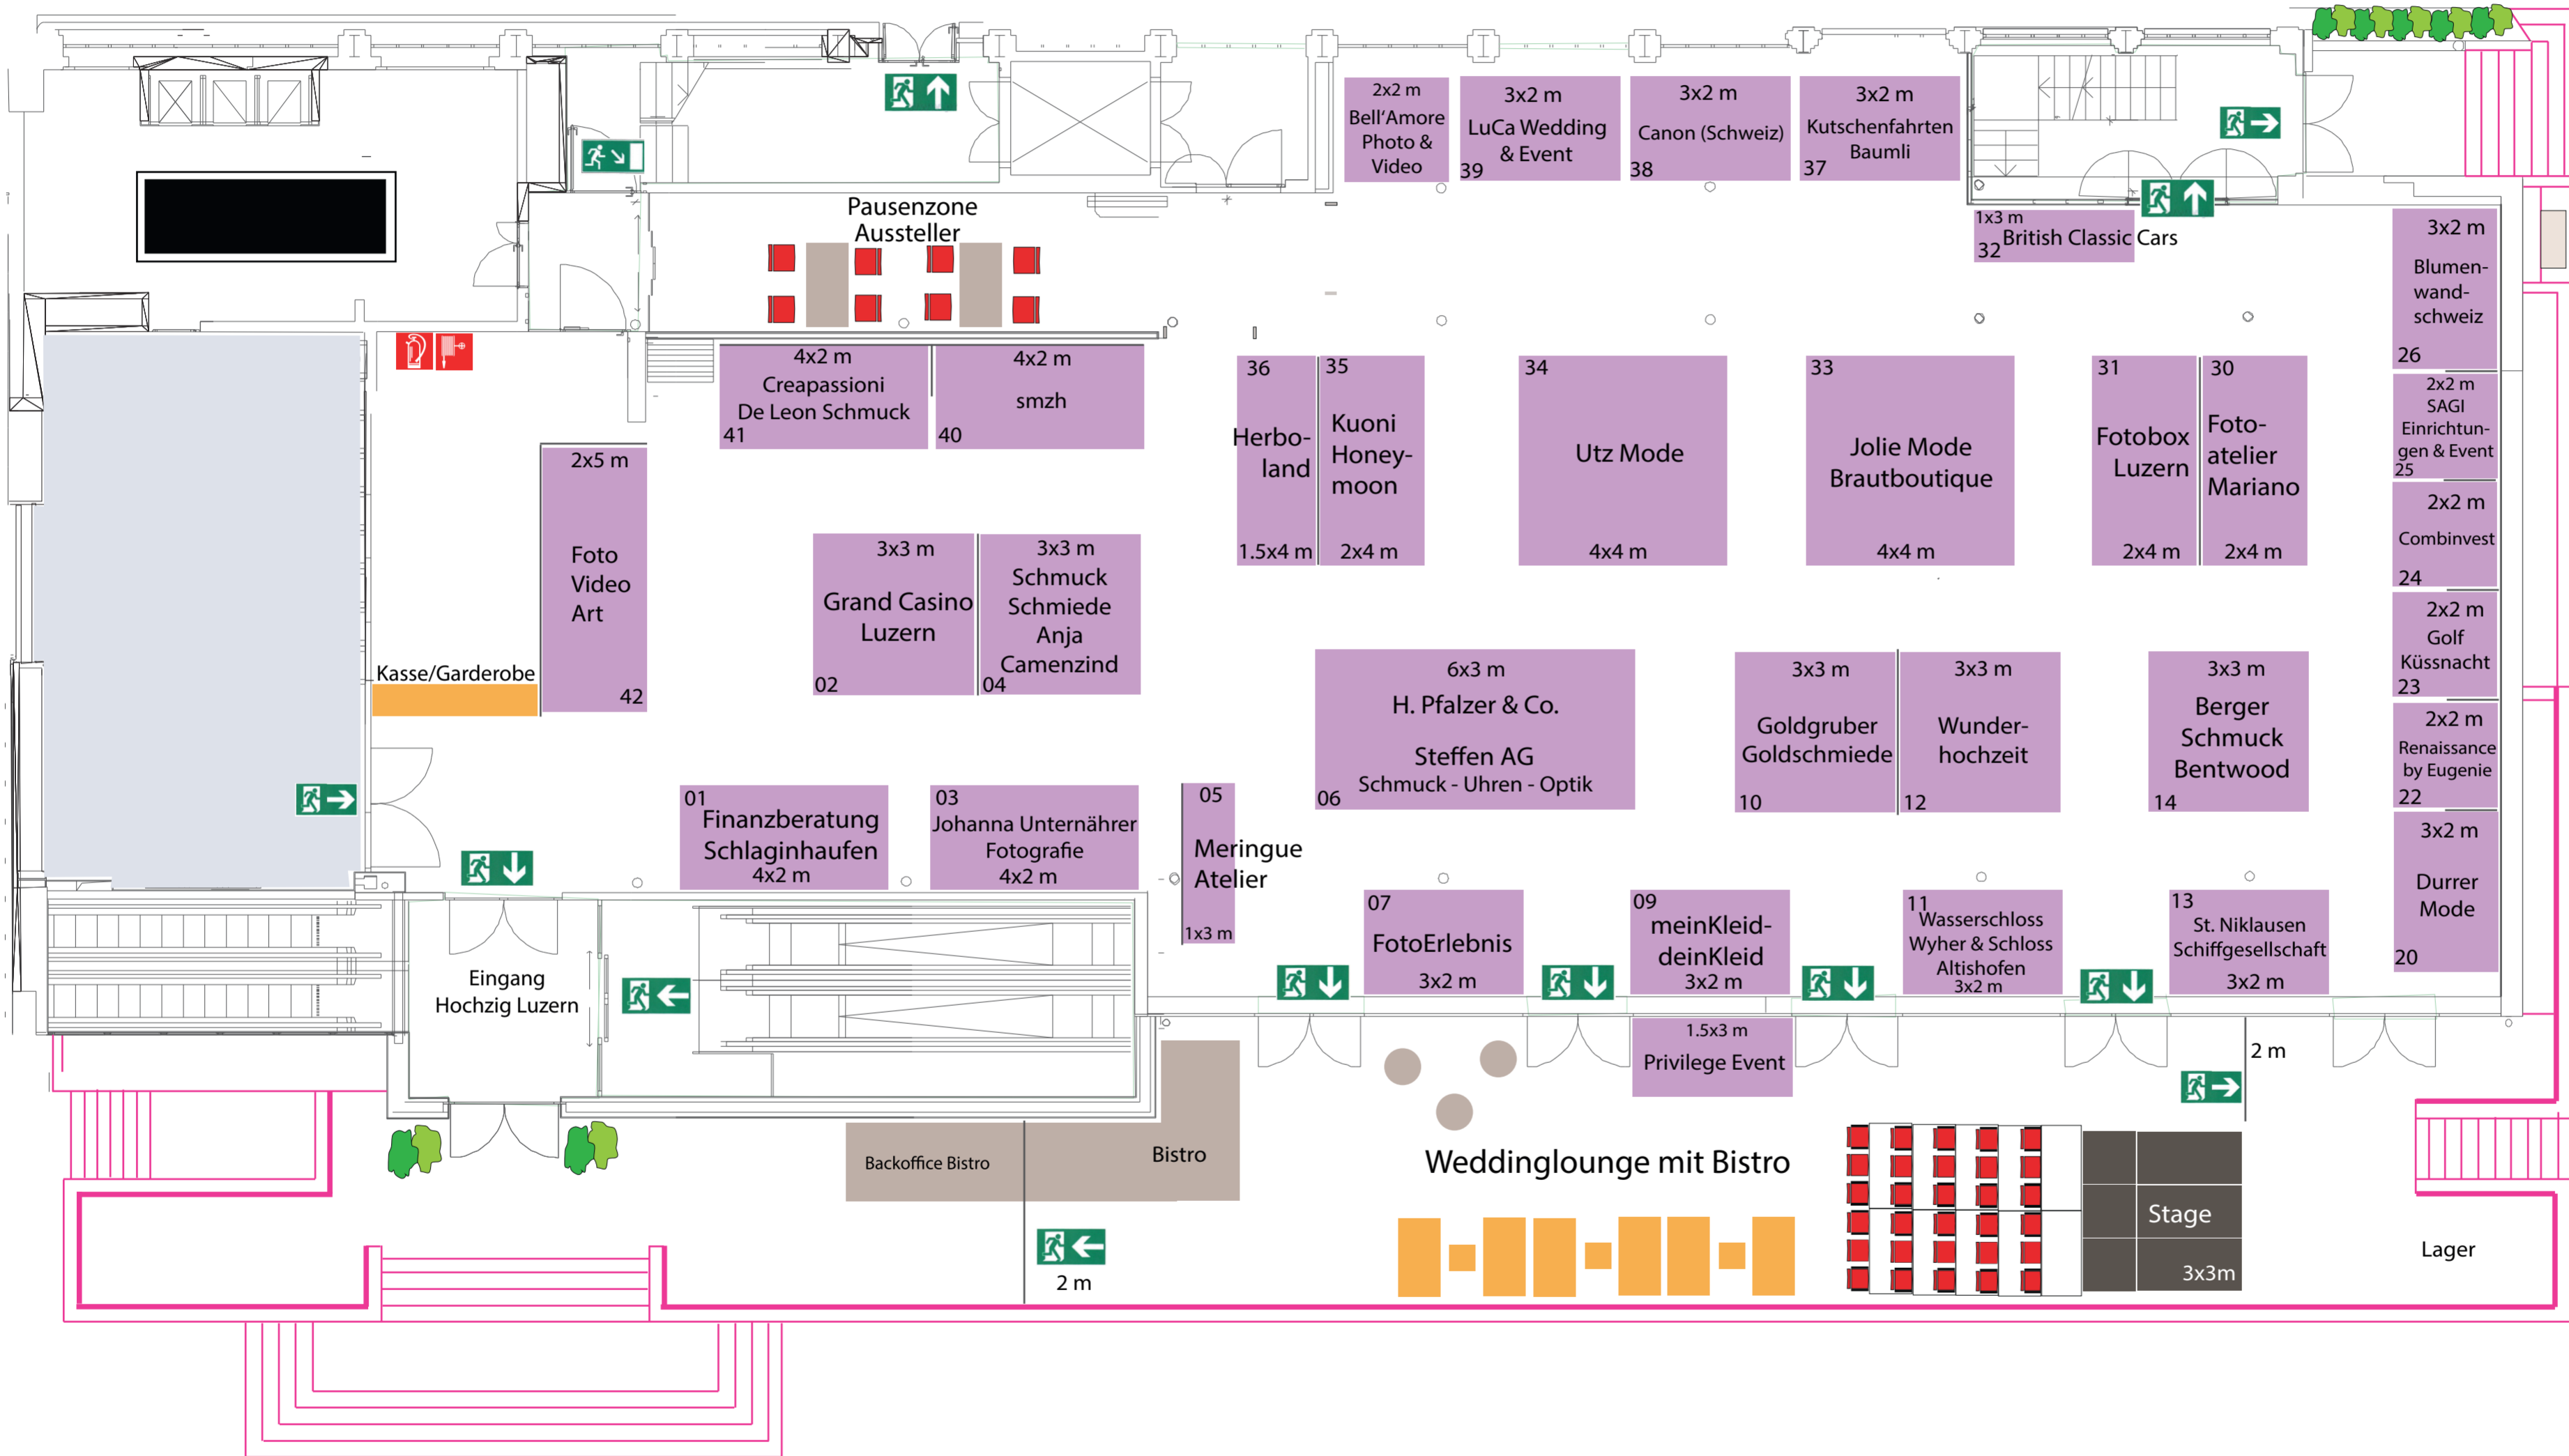 2x2 m
Bell'Amore
Photo &
Video
3x2 m
LuCa Wedding
& Event
39
3x2 m
Canon (Schweiz)
38
3x2 m
Kutschenfahrten
Baumli
37
Pausenzone
Aussteller
1x3 m
British Classic Cars
32
3x2 m
Blumen-
wand-
schweiz
26
4x2 m
Creapassioni
De Leon Schmuck
41
4x2 m
smzh
40
36
Herbo-
land
1.5x4 m
35
Kuoni
Honey-
moon
2x4 m
34
Utz Mode
4x4 m
33
Jolie Mode
Brautboutique
4x4 m
31
Fotobox
Luzern
2x4 m
30
Foto-
atelier
Mariano
2x4 m
2x2 m
SAGI
Einrichtun-
gen & Event
25
2x5 m
Foto
Video
Art
42
Kasse/Garderobe
3x3 m
Grand Casino
Luzern
02
3x3 m
Schmuck
Schmiede
Anja
Camenzind
04
2x2 m
Combinvest
24
2x2 m
Golf
Küssnacht
23
6x3 m
H. Pfalzer & Co.
Steffen AG
Schmuck - Uhren - Optik
06
3x3 m
Goldgruber
Goldschmiede
10
3x3 m
Wunder-
hochzeit
12
3x3 m
Berger
Schmuck
Bentwood
14
2x2 m
Renaissance
by Eugenie
22
01
Finanzberatung
Schlaginhaufen
4x2 m
03
Johanna Unternährer
Fotografie
4x2 m
05
Meringue
Atelier
1x3 m
3x2 m
Durrer
Mode
20
07
FotoErlebnis
3x2 m
09
meinKleid-
deinKleid
3x2 m
11
Wasserschloss
Wyher & Schloss
Altishofen
3x2 m
13
St. Niklausen
Schiffgesellschaft
3x2 m
Eingang
Hochzig Luzern
1.5x3 m
Privilege Event
2 m
Backoffice Bistro
Bistro
Weddinglounge mit Bistro
Stage
3x3m
Lager
2 m